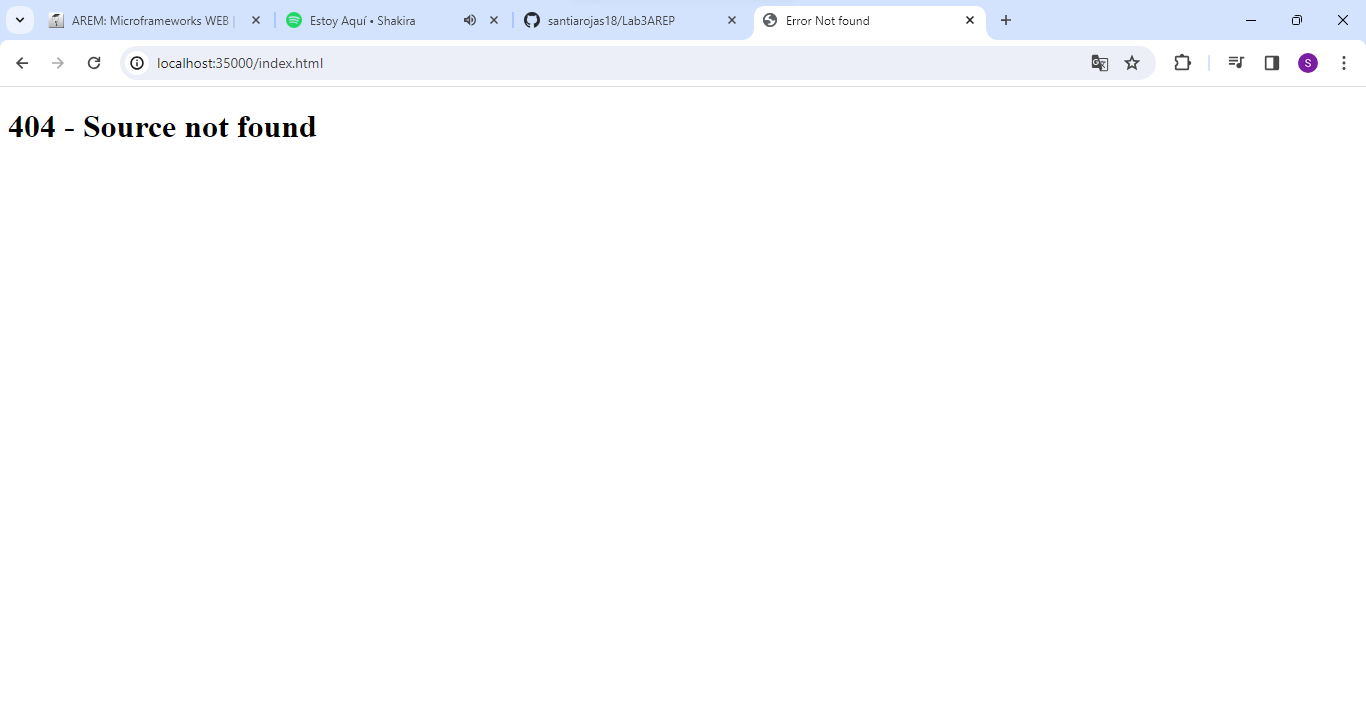 AREM: Microframeworks WEB
Estoy Aquí • Shakira
santiarojas18/Lab3AREP
Error Not found
localhost:35000/index.html
S
404 - Source not found